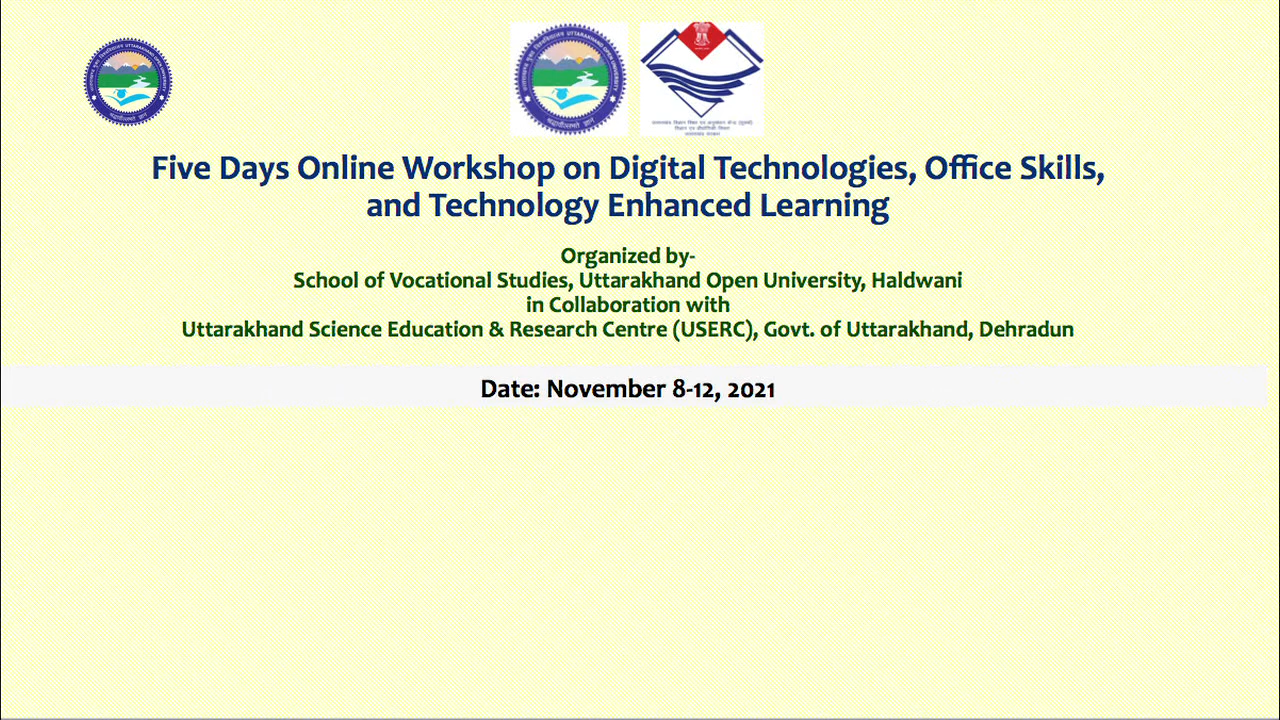 Five Days Online Workshop on Digital Technologies, Office Skills,
and Technology Enhanced Learning
Organized by-
School of Vocational Studies, Uttarakhand Open University, Haldwani
in Collaboration with
Uttarakhand Science Education & Research Centre (USERC), Govt. of Uttarakhand, Dehradun
Date: November 8-12, 2021